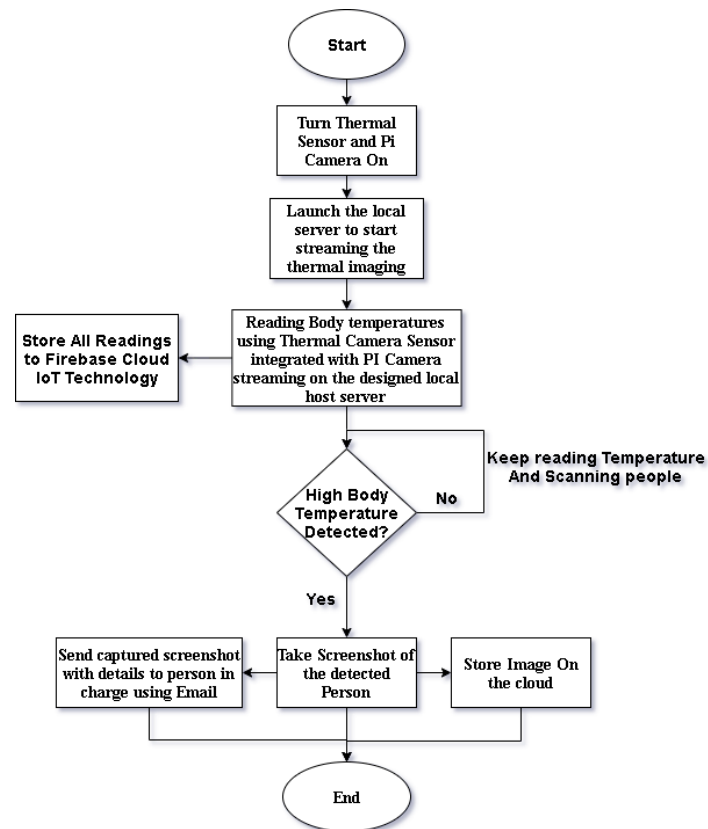 Start
Turn Thermal
Sensor and Pi
Camera On
Launch the local
server to start
streaming the
thermal imaging
Reading Body temperatures
using Thermal Camera Sensor
integrated with PI Camera
streaming on the designed local
host server
Store All Readings
to Firebase Cloud
IoT Technology
High Body
Temperature
Detected?
No
Keep reading Temperature
And Scanning people
Yes
Send captured screenshot
with details to person in
charge using Email
Take Screenshot of
the detected
Person
Store Image On
the cloud
End